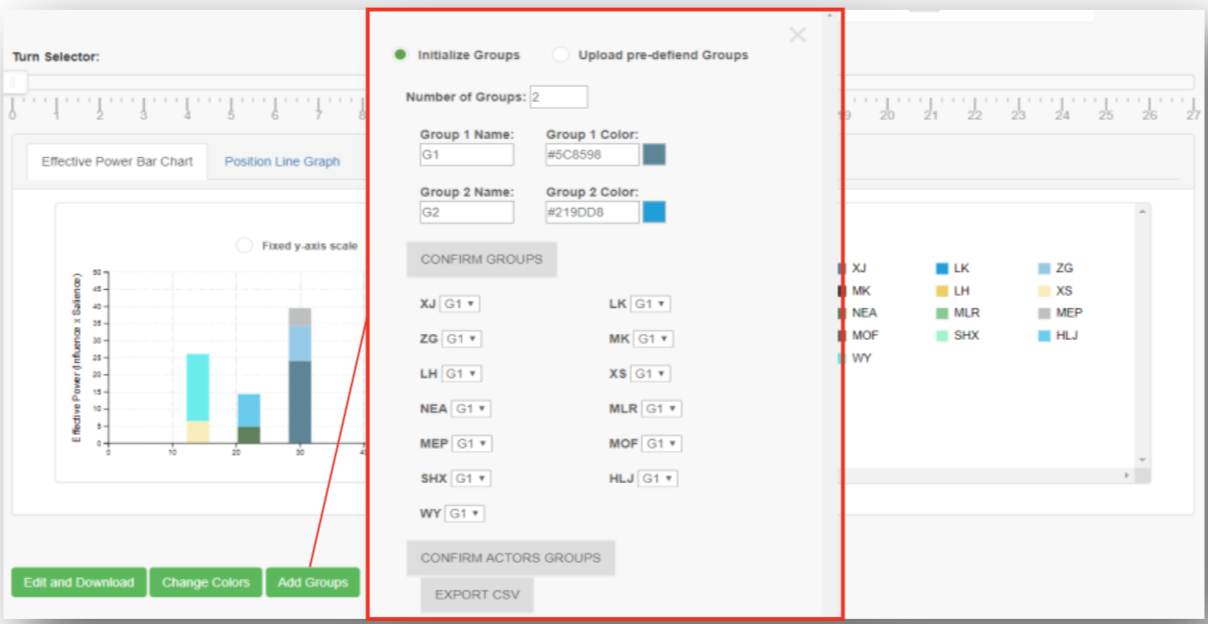 Turn Selector:
0 1 2 3 4 5 6 7 8
19 20 21 22 23 24 25 26 27
Effective Power Bar Chart
Position Line Graph
Fixed y-axis scale
Effective Power (Influence x Salience)
50
45
40
35
30
25
20
15
10
5
0
0 10 20 30 40
Edit and Download
Change Colors
Add Groups
Initialize Groups
Upload pre-defiend Groups
Number of Groups: 2
Group 1 Name: Group 1 Color:
G1 #5C8598
Group 2 Name: Group 2 Color:
G2 #219DD8
CONFIRM GROUPS
XJ G1 LK G1
ZG G1 MK G1
LH G1 XS G1
NEA G1 MLR G1
MEP G1 MOF G1
SHX G1 HLJ G1
WY G1
CONFIRM ACTORS GROUPS
EXPORT CSV
XJ LK ZG
MK LH XS
NEA MLR MEP
MOF SHX HLJ
WY